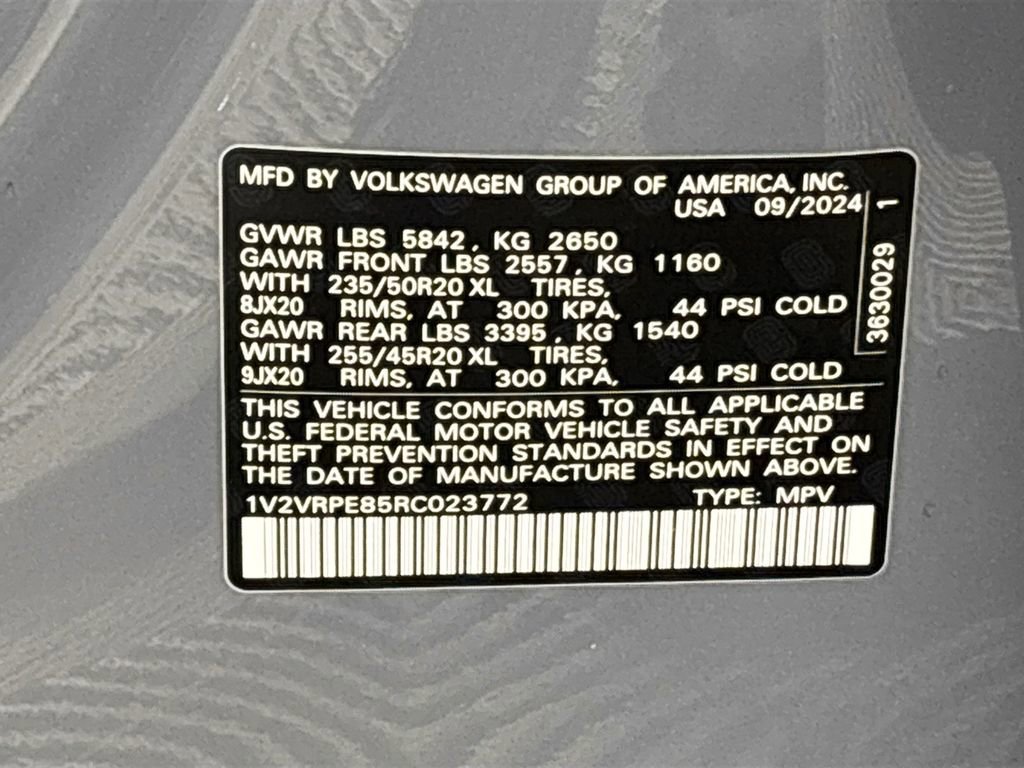 MFD BY VOLKSWAGEN GROUP OF AMERICA, INC.
USA 09/2024
GVWR LBS 5842, KG 2650
GAWR FRONT LBS 2557, KG 1160
WITH 235/50R20 XL TIRES,
8JX20 RIMS, AT 300 KPA, 44 PSI COLD
GAWR REAR LBS 3395, KG 1540
WITH 255/45R20 XL TIRES,
9JX20 RIMS, AT 300 KPA, 44 PSI COLD
3630029 1
THIS VEHICLE CONFORMS TO ALL APPLICABLE
U.S. FEDERAL MOTOR VEHICLE SAFETY AND
THEFT PREVENTION STANDARDS IN EFFECT ON
THE DATE OF MANUFACTURE SHOWN ABOVE.
1V2VRPE85RC023772 TYPE: MPV